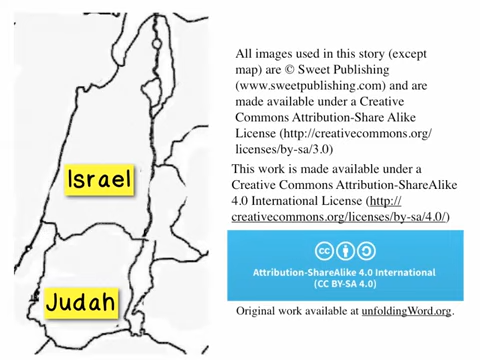 Israel
Judah
All images used in this story (except
map) are © Sweet Publishing
(www.sweetpublishing.com) and are
made available under a Creative
Commons Attribution-Share Alike
License (http://creativecommons.org/
licenses/by-sa/3.0)
This work is made available under a
Creative Commons Attribution-ShareAlike
4.0 International License (http://
creativecommons.org/licenses/by-sa/4.0/)
cc
Attribution-ShareAlike 4.0 International
(CC BY-SA 4.0)
Original work available at unfoldingWord.org.